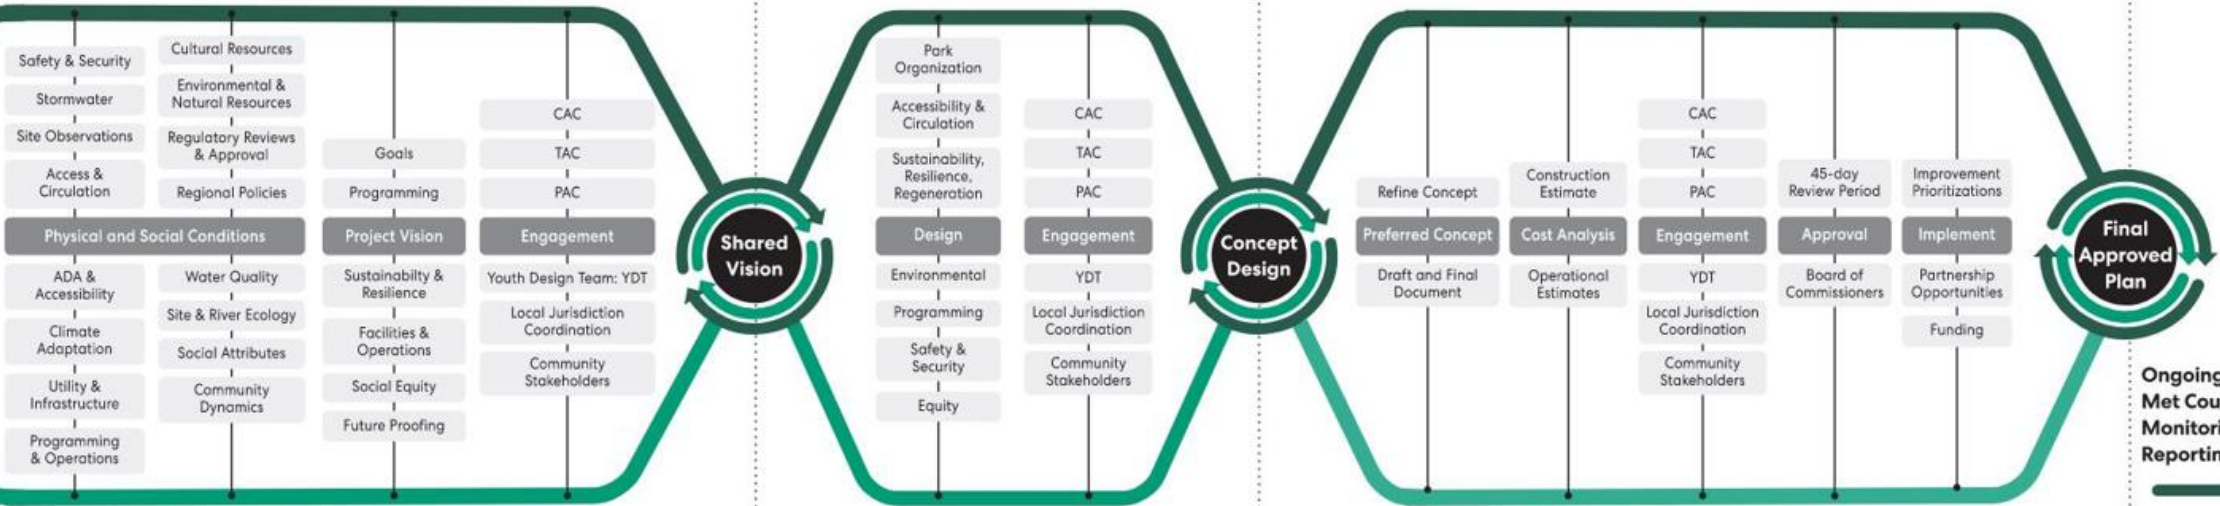 Safety & Security
Stormwater
Site Observations
Access &
Circulation
Cultural Resources
Environmental &
Natural Resources
Regulatory Reviews
& Approval
Regional Policies
Physical and Social Conditions
ADA &
Accessibility
Climate
Adaptation
Utility &
Infrastructure
Programming
& Operations
Water Quality
Site & River Ecology
Social Attributes
Community
Dynamics
Goals
Programming
Project Vision
Sustainabilty &
Resilience
Facilities &
Operations
Social Equity
Future Proofing
CAC
TAC
PAC
Engagement
Youth Design Team: YDT
Local Jurisdiction
Coordination
Community
Stakeholders
Shared
Vision
Park
Organization
Accessibility &
Circulation
Sustainability,
Resilience,
Regeneration
Design
Environmental
Programming
Safety &
Security
Equity
CAC
TAC
PAC
Engagement
YDT
Local Jurisdiction
Coordination
Community
Stakeholders
Concept
Design
Refine Concept
Preferred Concept
Draft and Final
Document
Construction
Estimate
Cost Analysis
Operational
Estimates
CAC
TAC
PAC
Engagement
YDT
Local Jurisdiction
Coordination
Community
Stakeholders
45-day
Review Period
Approval
Board of
Commissioners
Improvement
Prioritizations
Implement
Partnership
Opportunities
Funding
Final
Approved
Plan
Ongoing
Met Cou
Monitori
Reportin